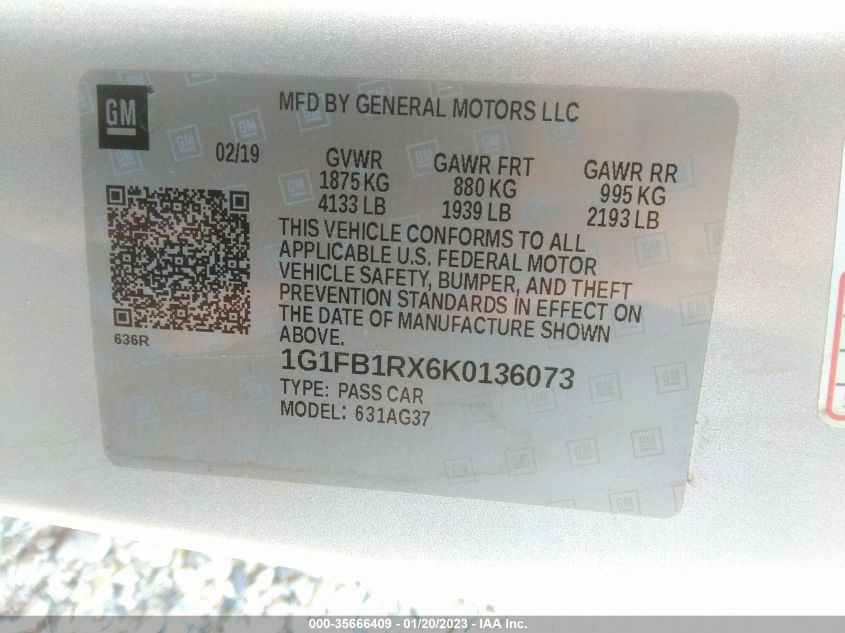 GM
MFD BY GENERAL MOTORS LLC
02/19
GVWR GAWR FRT GAWR RR
1875 KG 880 KG 995 KG
4133 LB 1939 LB 2193 LB
THIS VEHICLE CONFORMS TO ALL
APPLICABLE U.S. FEDERAL MOTOR
VEHICLE SAFETY, BUMPER, AND THEFT
PREVENTION STANDARDS IN EFFECT ON
THE DATE OF MANUFACTURE SHOWN
ABOVE.
636R
1G1FB1RX6K0136073
TYPE: PASS CAR
MODEL: 631AG37
000-35666409 - 01/20/2023 - IAA Inc.